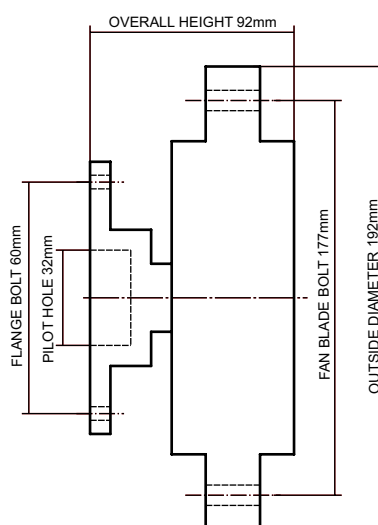 OVERALL HEIGHT 92mm
FLANGE BOLT 60mm
PILOT HOLE 32mm
FAN BLADE BOLT 177mm
OUTSIDE DIAMETER 192mm